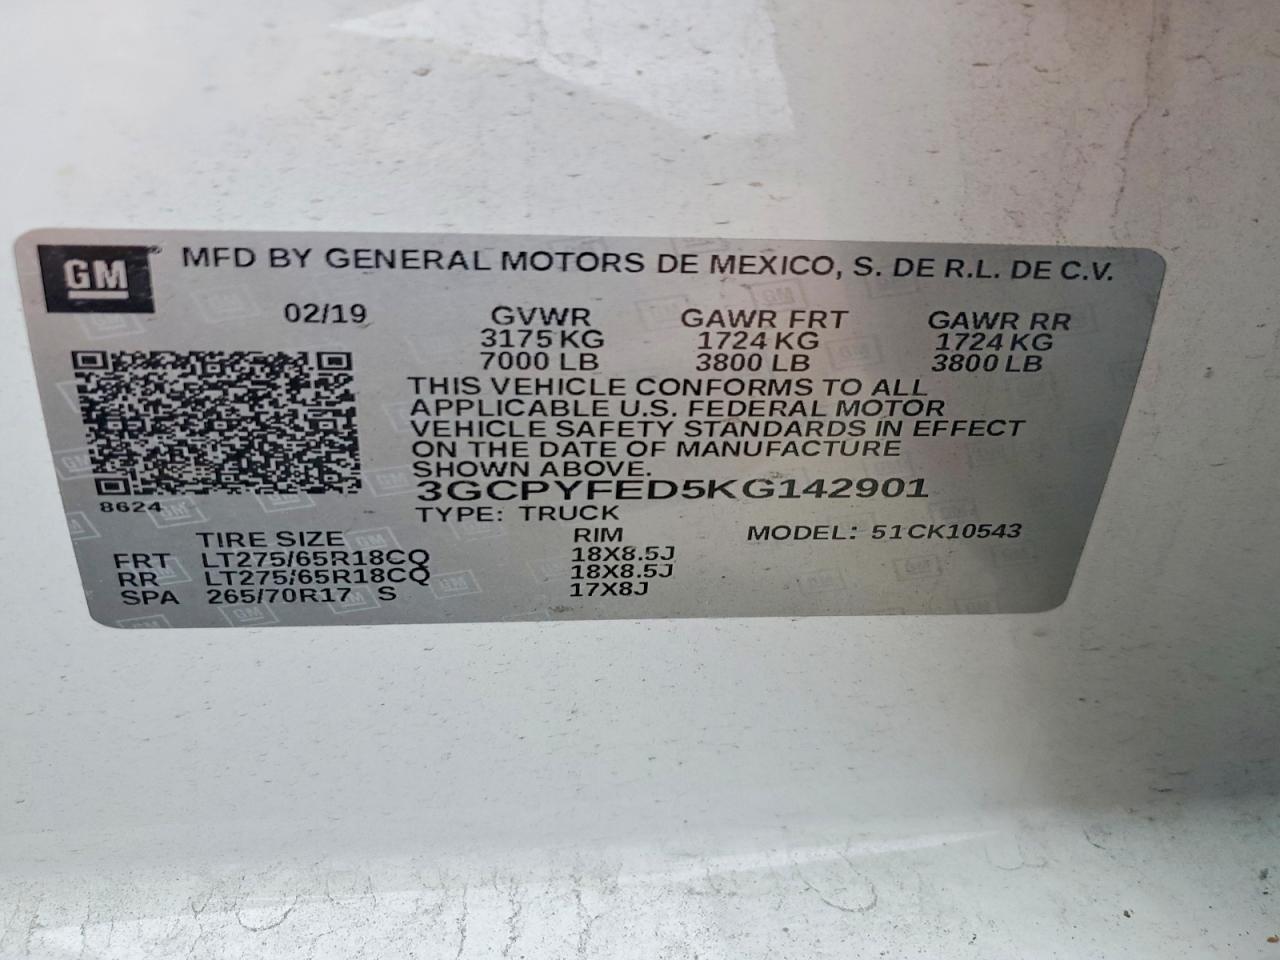 GM MFD BY GENERAL MOTORS DE MEXICO, S. DE R.L. DE C.V.
02/19 GVWR GAWR FRT GAWR RR
3175 KG 1724 KG 1724 KG
7000 LB 3800 LB 3800 LB
THIS VEHICLE CONFORMS TO ALL
APPLICABLE U.S. FEDERAL MOTOR
VEHICLE SAFETY STANDARDS IN EFFECT
ON THE DATE OF MANUFACTURE
SHOWN ABOVE.
3GCPYFED5KG142901
8624
TYPE: TRUCK
TIRE SIZE RIM MODEL: 51CK10543
FRT LT275/65R18CQ 18X8.5J
RR LT275/65R18CQ 18X8.5J
SPA 265/70R17 S 17X8J